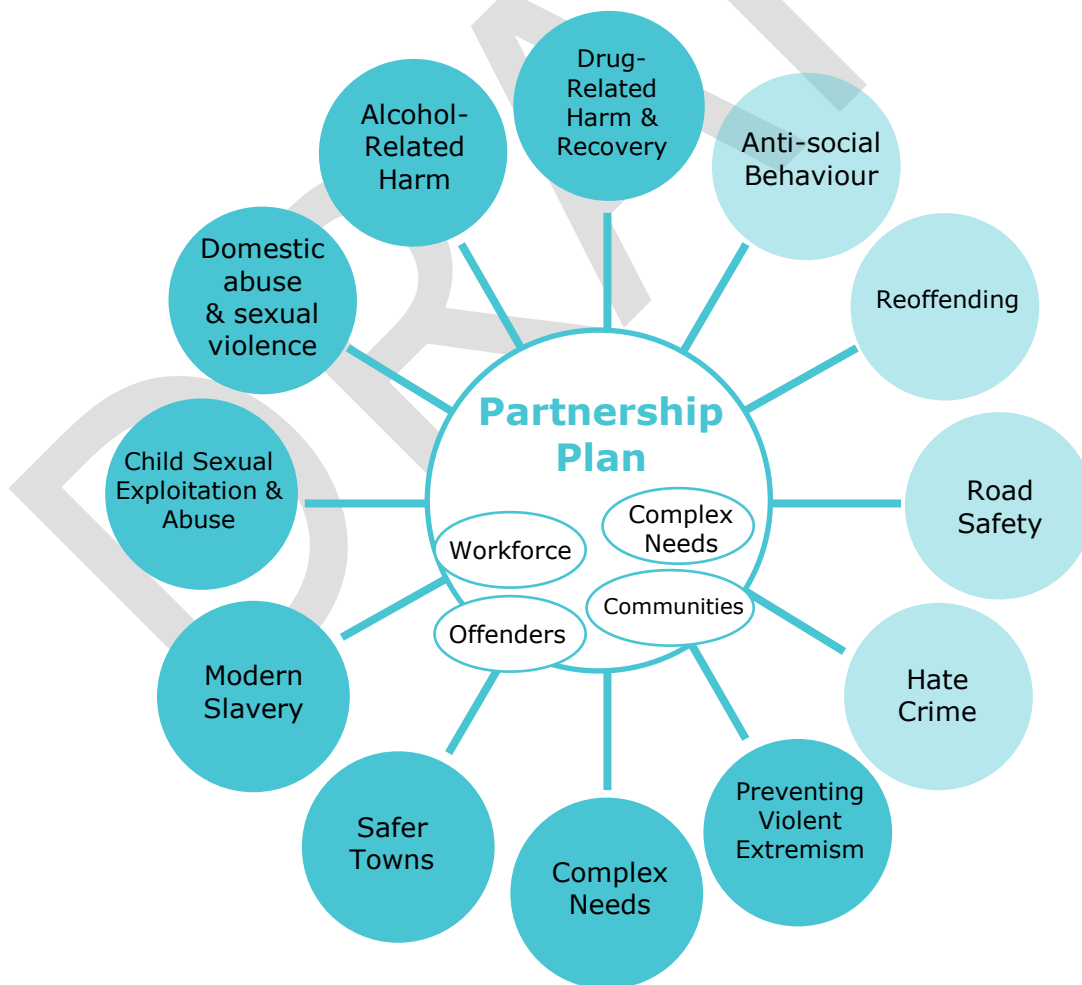 Drug-
Related
Harm &
Recovery
Alcohol-
Related
Harm
Anti-social
Behaviour
Domestic
abuse
& sexual
violence
Reoffending
Partnership
Plan
Child Sexual
Exploitation &
Abuse
Road
Safety
Complex
Needs
Workforce
Communities
Offenders
Modern
Slavery
Hate
Crime
Safer
Towns
Complex
Needs
Preventing
Violent
Extremism
DRAFT